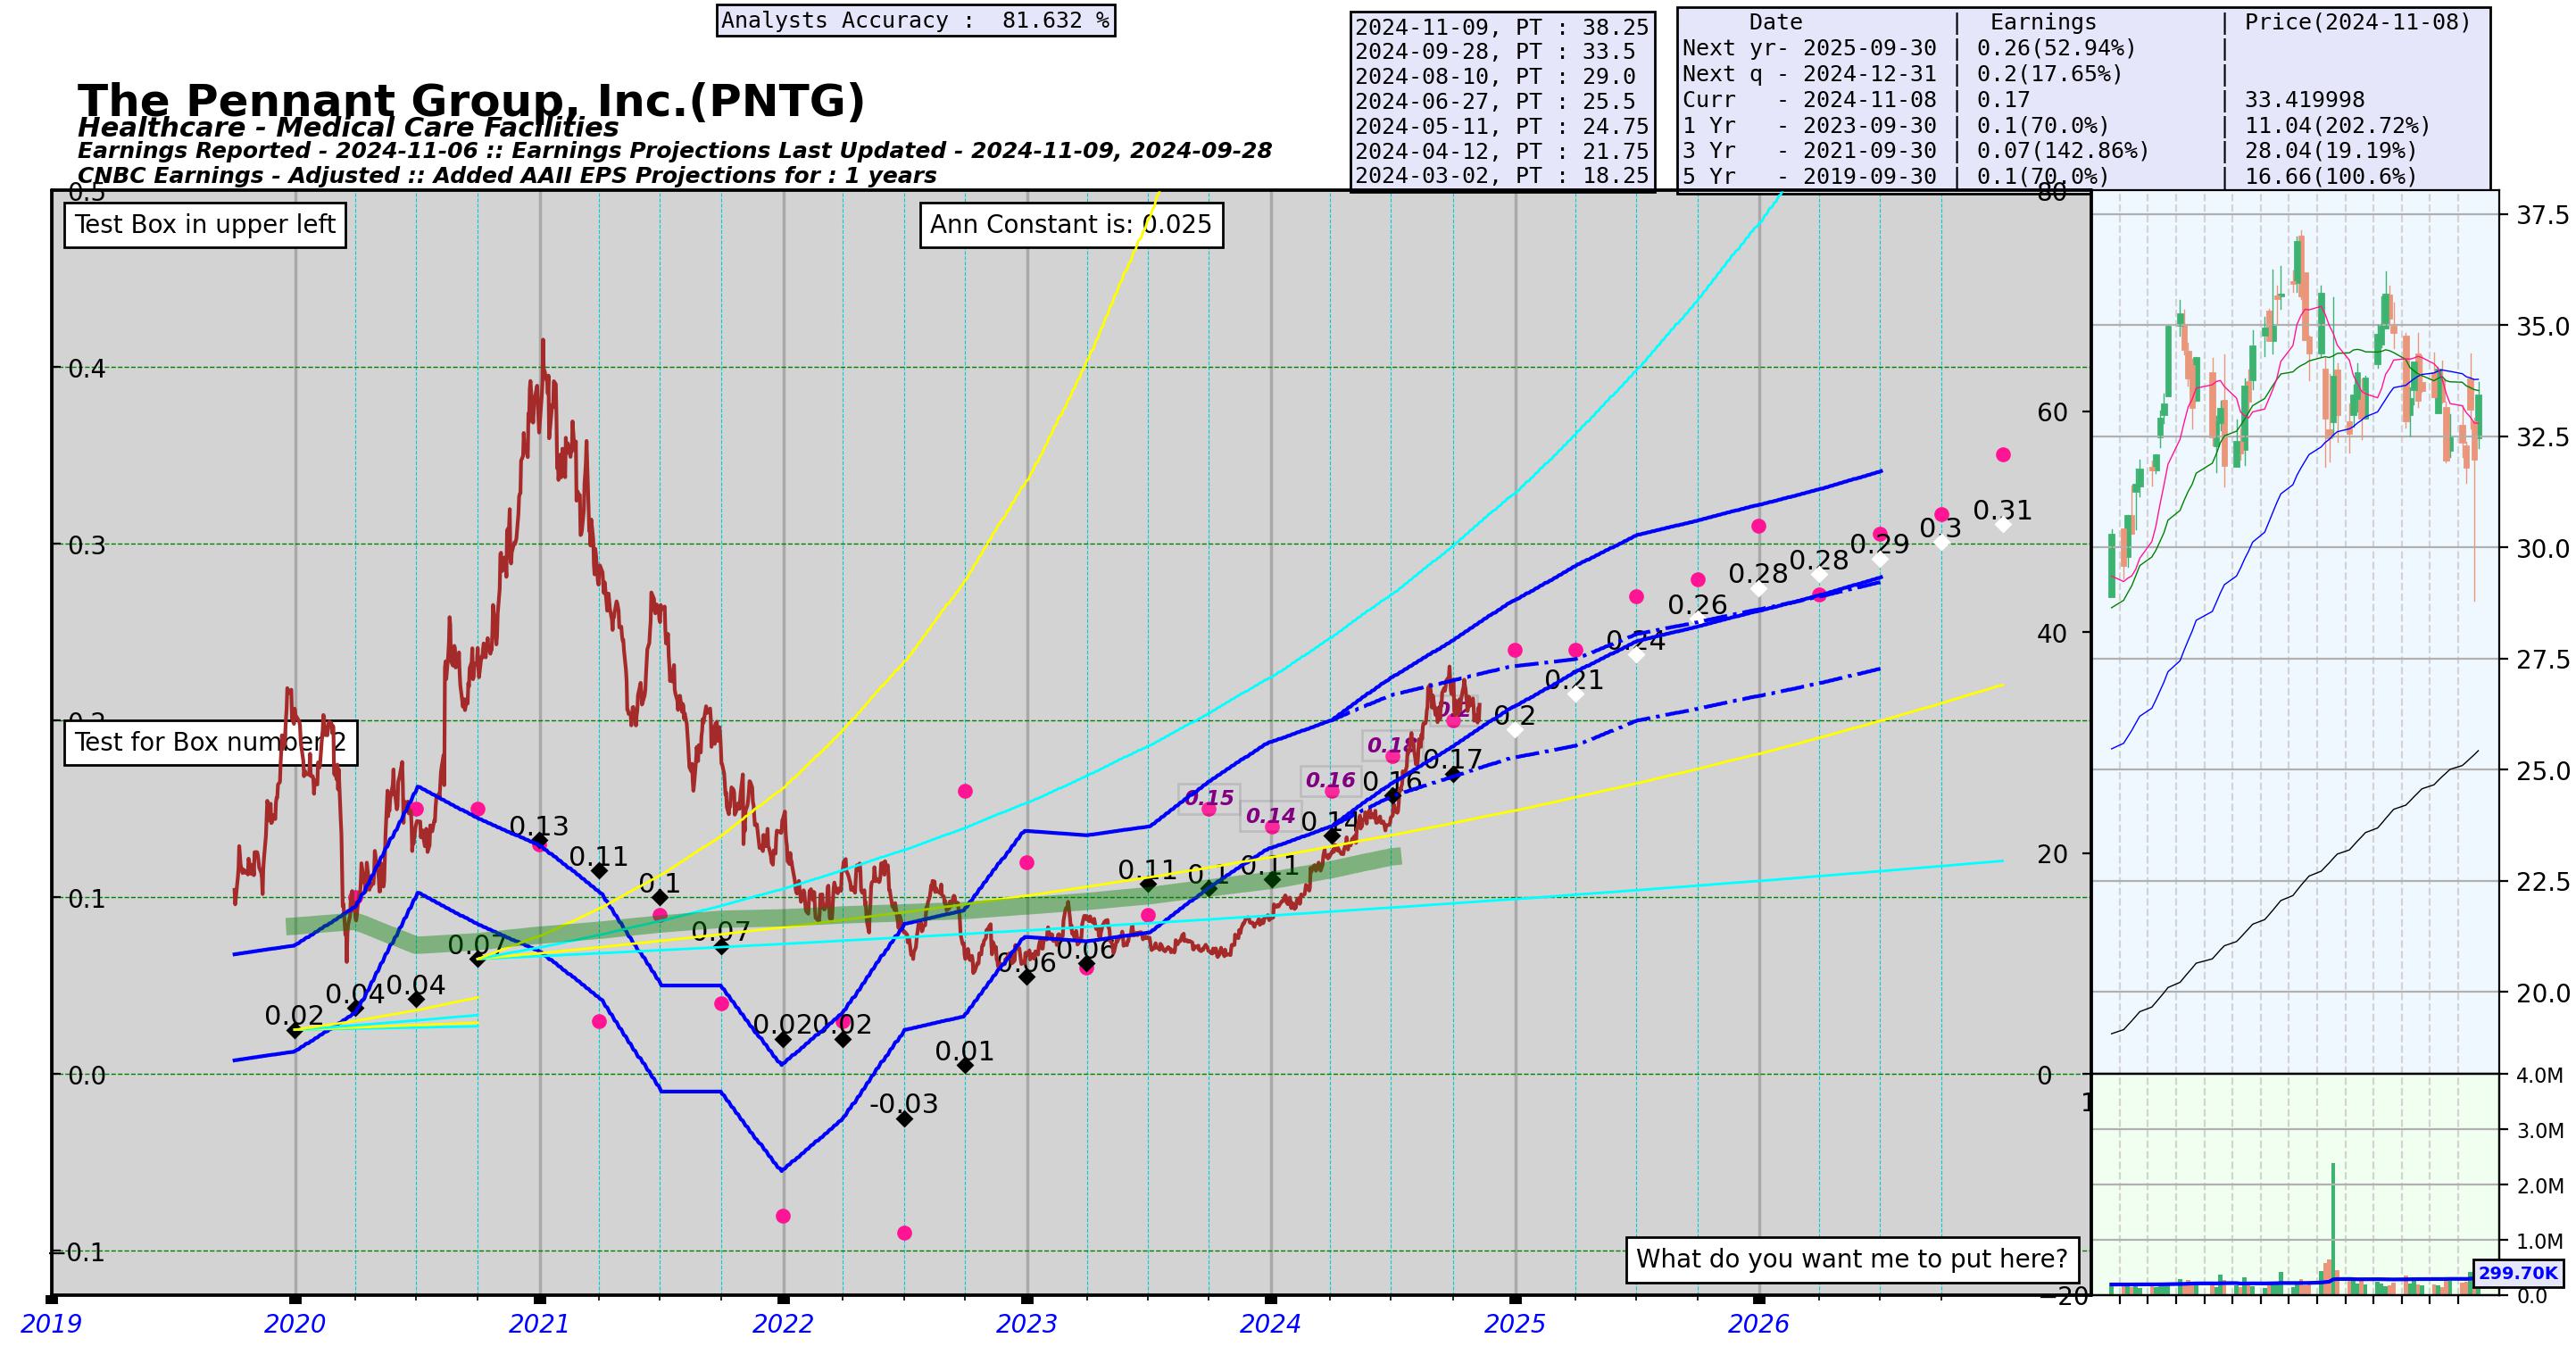 Analysts Accuracy :  81.632 %
2024-11-09, PT : 38.25
2024-09-28, PT : 33.5
2024-08-10, PT : 29.0
2024-06-27, PT : 25.5
2024-05-11, PT : 24.75
2024-04-12, PT : 21.75
2024-03-02, PT : 18.25
Date | Earnings | Price(2024-11-08)
Next yr- 2025-09-30 | 0.26(52.94%) |
Next q - 2024-12-31 | 0.2(17.65%) |
Curr - 2024-11-08 | 0.17 | 33.419998
1 Yr - 2023-09-30 | 0.1(70.0%) | 11.04(202.72%)
3 Yr - 2021-09-30 | 0.07(142.86%) | 28.04(19.19%)
5 Yr - 2019-09-30 | 0.1(70.0%) | 16.66(100.6%)
The Pennant Group, Inc.(PNTG)
Healthcare - Medical Care Facilities
Earnings Reported - 2024-11-06 :: Earnings Projections Last Updated - 2024-11-09, 2024-09-28
CNBC Earnings - Adjusted :: Added AAII EPS Projections for : 1 years
Test Box in upper left
Ann Constant is: 0.025
Test for Box number 2
What do you want me to put here?
0.5
0.4
0.3
0.2
0.1
0.0
−0.1
0.02
0.04
0.04
0.07
0.13
0.11
0.1
0.07
0.02
0.02
-0.03
0.01
0.06
0.06
0.11
0.1
0.11
0.14
0.16
0.17
0.2
0.21
0.24
0.26
0.28
0.28
0.29
0.3
0.31
0.15
0.14
0.16
0.18
0.2
80
60
40
20
0
−20
1
37.5
35.0
32.5
30.0
27.5
25.0
22.5
20.0
4.0M
3.0M
2.0M
1.0M
299.70K
0.0
2019
2020
2021
2022
2023
2024
2025
2026